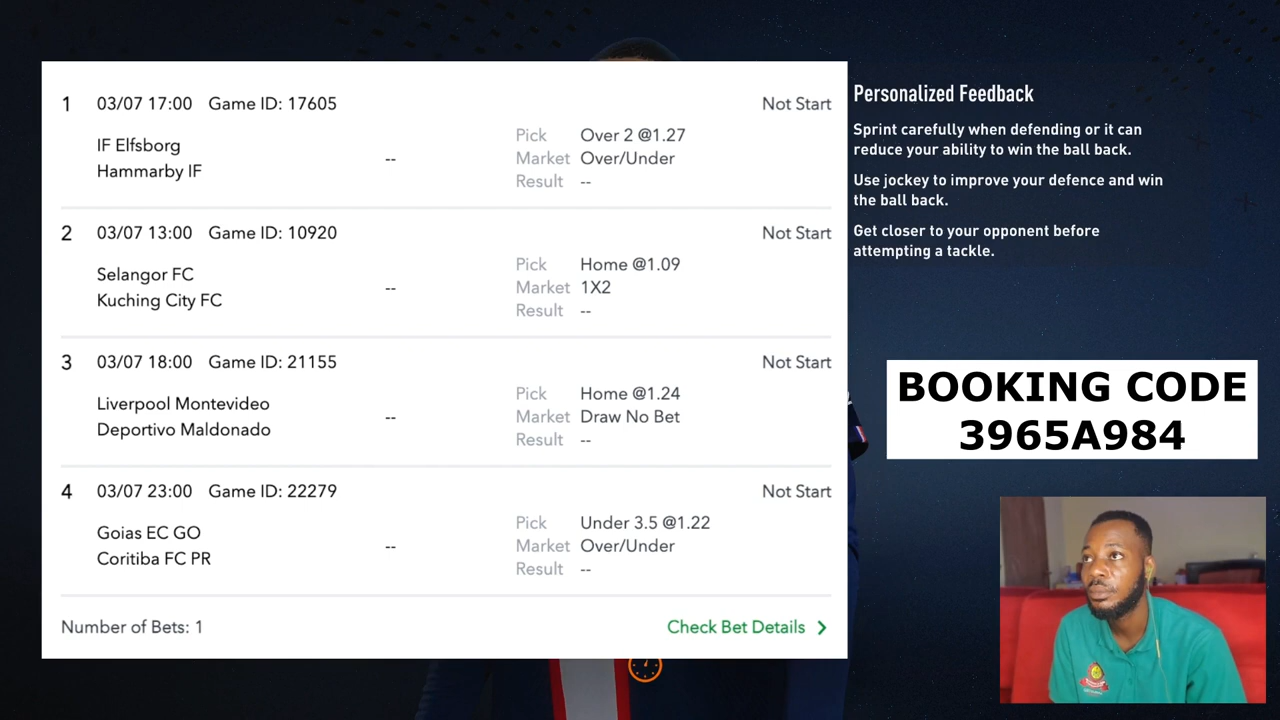 1 03/07 17:00 Game ID: 17605 Not Start
IF Elfsborg
Hammarby IF
--
Pick Over 2 @1.27
Market Over/Under
Result --
2 03/07 13:00 Game ID: 10920 Not Start
Selangor FC
Kuching City FC
--
Pick Home @1.09
Market 1X2
Result --
3 03/07 18:00 Game ID: 21155 Not Start
Liverpool Montevideo
Deportivo Maldonado
--
Pick Home @1.24
Market Draw No Bet
Result --
4 03/07 23:00 Game ID: 22279 Not Start
Goias EC GO
Coritiba FC PR
--
Pick Under 3.5 @1.22
Market Over/Under
Result --
Number of Bets: 1 Check Bet Details
Personalized Feedback
Sprint carefully when defending or it can
reduce your ability to win the ball back.
Use jockey to improve your defence and win
the ball back.
Get closer to your opponent before
attempting a tackle.
BOOKING CODE
3965A984